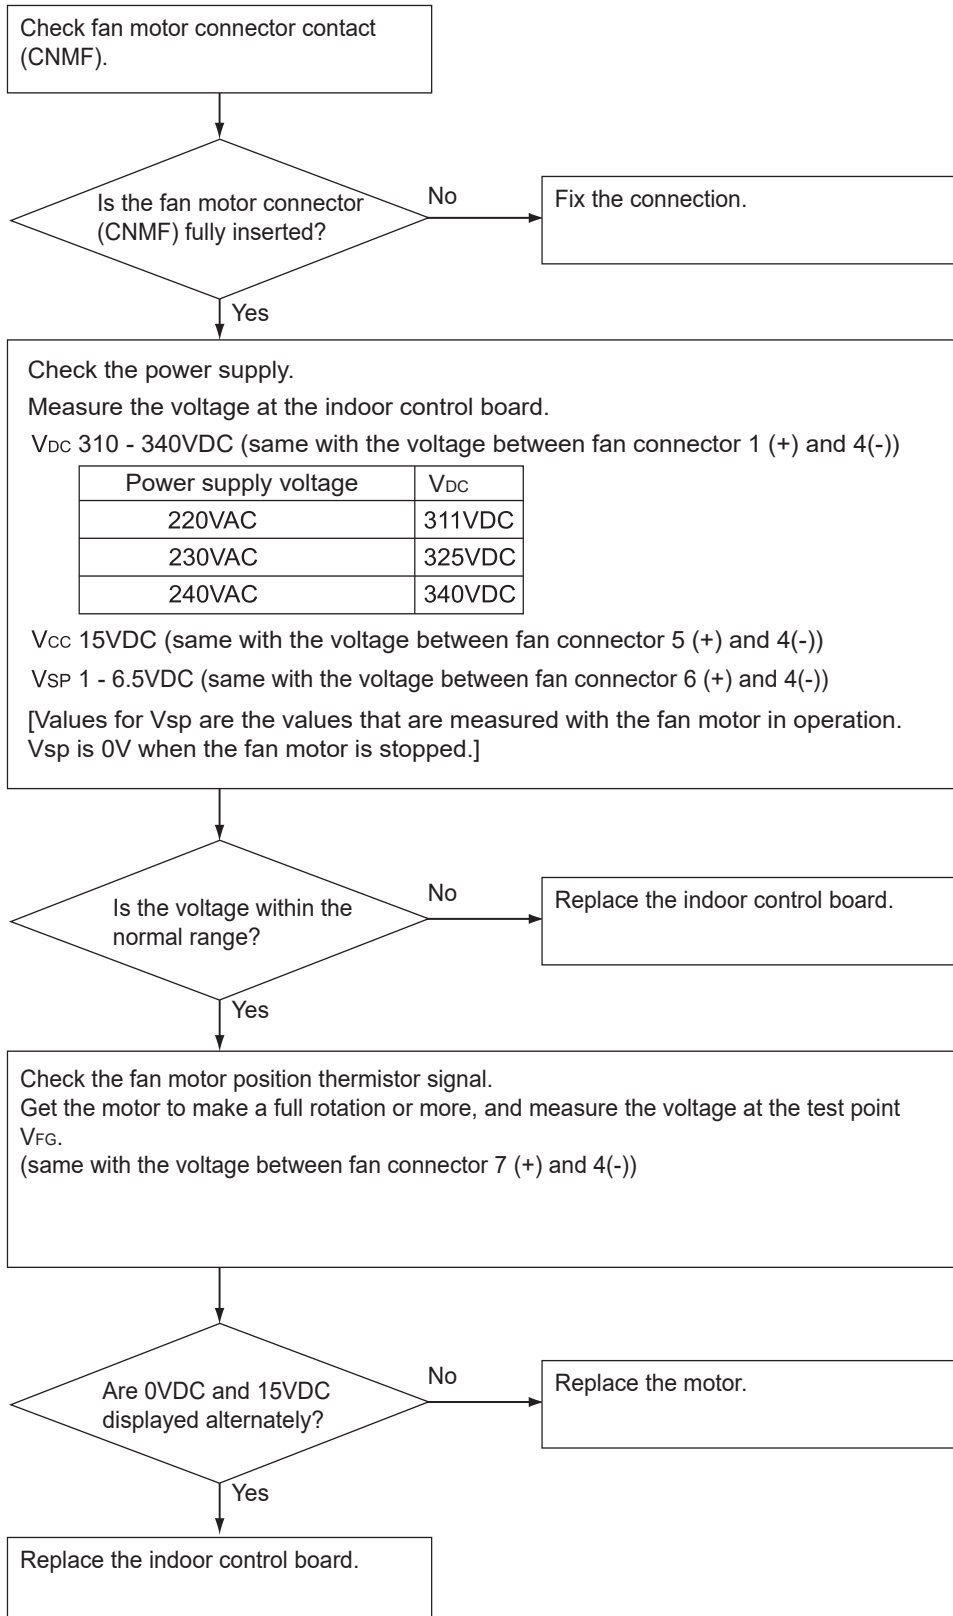 Check fan motor connector contact
(CNMF).
Is the fan motor connector
(CNMF) fully inserted?
No
Fix the connection.
Yes
Check the power supply.
Measure the voltage at the indoor control board.
VDC 310 - 340VDC (same with the voltage between fan connector 1 (+) and 4(-))
Power supply voltage VDC
220VAC 311VDC
230VAC 325VDC
240VAC 340VDC
VCC 15VDC (same with the voltage between fan connector 5 (+) and 4(-))
VSP 1 - 6.5VDC (same with the voltage between fan connector 6 (+) and 4(-))
[Values for Vsp are the values that are measured with the fan motor in operation.
Vsp is 0V when the fan motor is stopped.]
Is the voltage within the
normal range?
No
Replace the indoor control board.
Yes
Check the fan motor position thermistor signal.
Get the motor to make a full rotation or more, and measure the voltage at the test point
VFG.
(same with the voltage between fan connector 7 (+) and 4(-))
Are 0VDC and 15VDC
displayed alternately?
No
Replace the motor.
Yes
Replace the indoor control board.